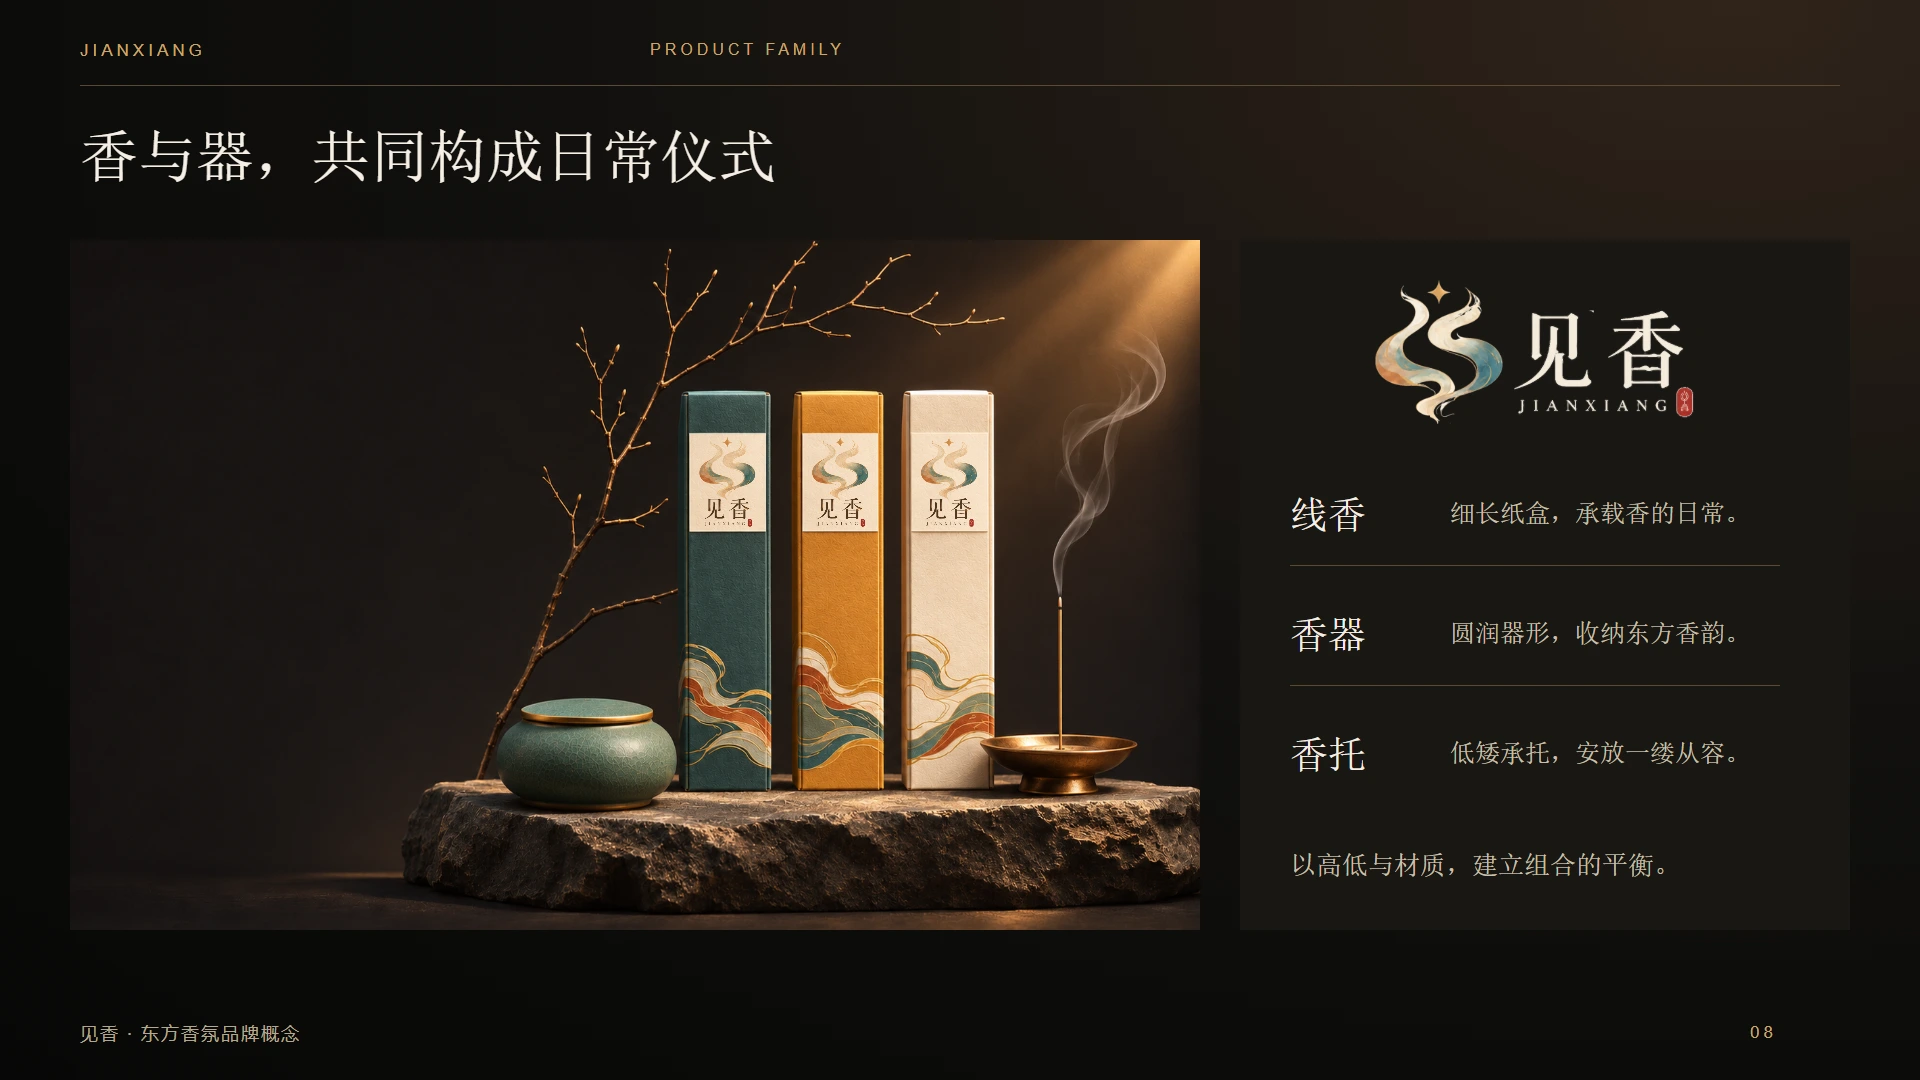 JIANXIANG
PRODUCT FAMILY
香与器，共同构成日常仪式
见香
见香
见香
JIANXIANG
JIANXIANG
JIANXIANG
见香
JIANXIANG
线香
细长纸盒，承载香的日常。
香器
圆润器形，收纳东方香韵。
香托
低矮承托，安放一缕从容。
以高低与材质，建立组合的平衡。
见香 · 东方香氛品牌概念
08